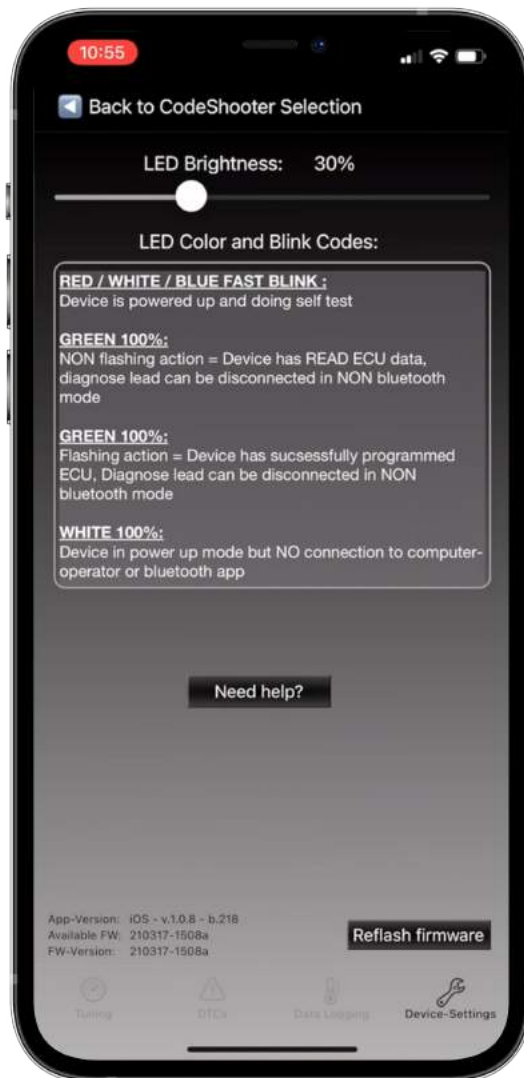 10:55
Back to CodeShooter Selection
LED Brightness: 30%
LED Color and Blink Codes:
RED / WHITE / BLUE FAST BLINK :
Device is powered up and doing self test
GREEN 100%:
NON flashing action = Device has READ ECU data,
diagnose lead can be disconnected in NON bluetooth
mode
GREEN 100%:
Flashing action = Device has sucsessfully programmed
ECU, Diagnose lead can be disconnected in NON
bluetooth mode
WHITE 100%:
Device in power up mode but NO connection to computer-
operator or bluetooth app
Need help?
App-Version: iOS - v.1.0.8 - b.218
Available FW: 210317-1508a
FW-Version: 210317-1508a
Reflash firmware
Tuning
DTCs
Data Logging
Device-Settings